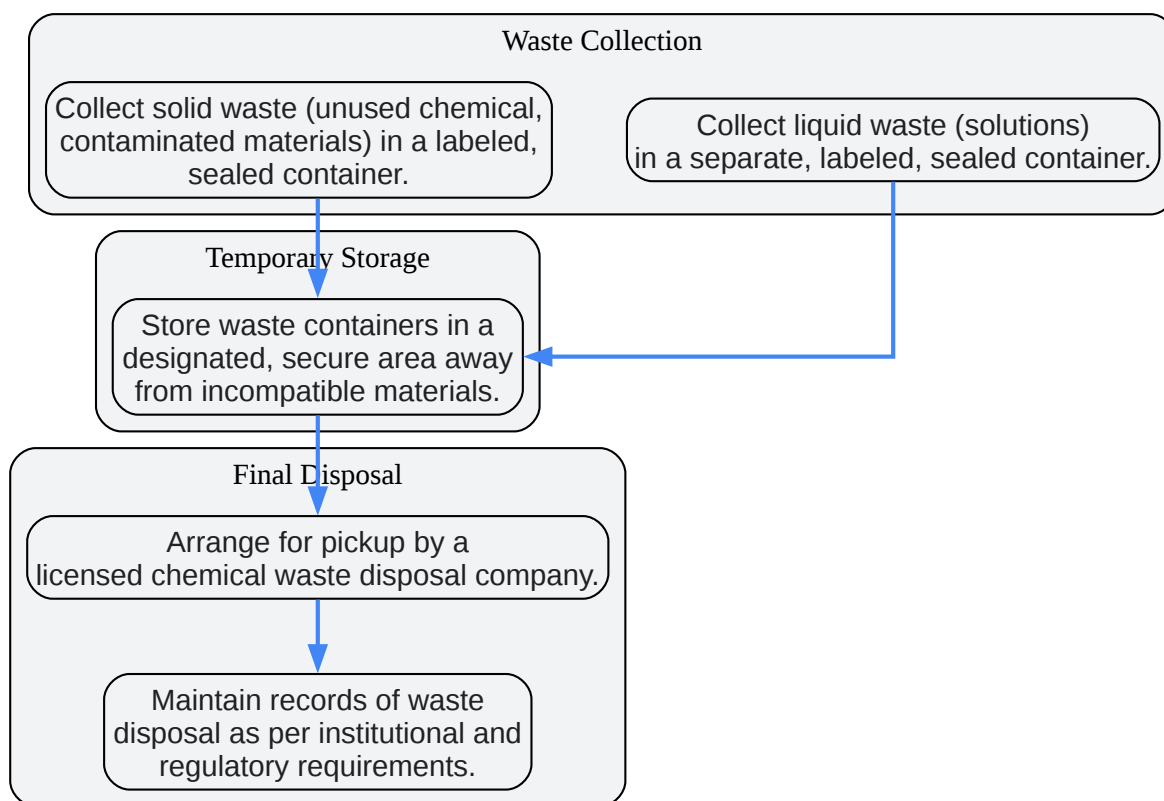 Waste Collection
Collect solid waste (unused chemical,
contaminated materials) in a labeled,
sealed container.
Collect liquid waste (solutions)
in a separate, labeled, sealed container.
Temporary Storage
Store waste containers in a
designated, secure area away
from incompatible materials.
Final Disposal
Arrange for pickup by a
licensed chemical waste disposal company.
Maintain records of waste
disposal as per institutional and
regulatory requirements.